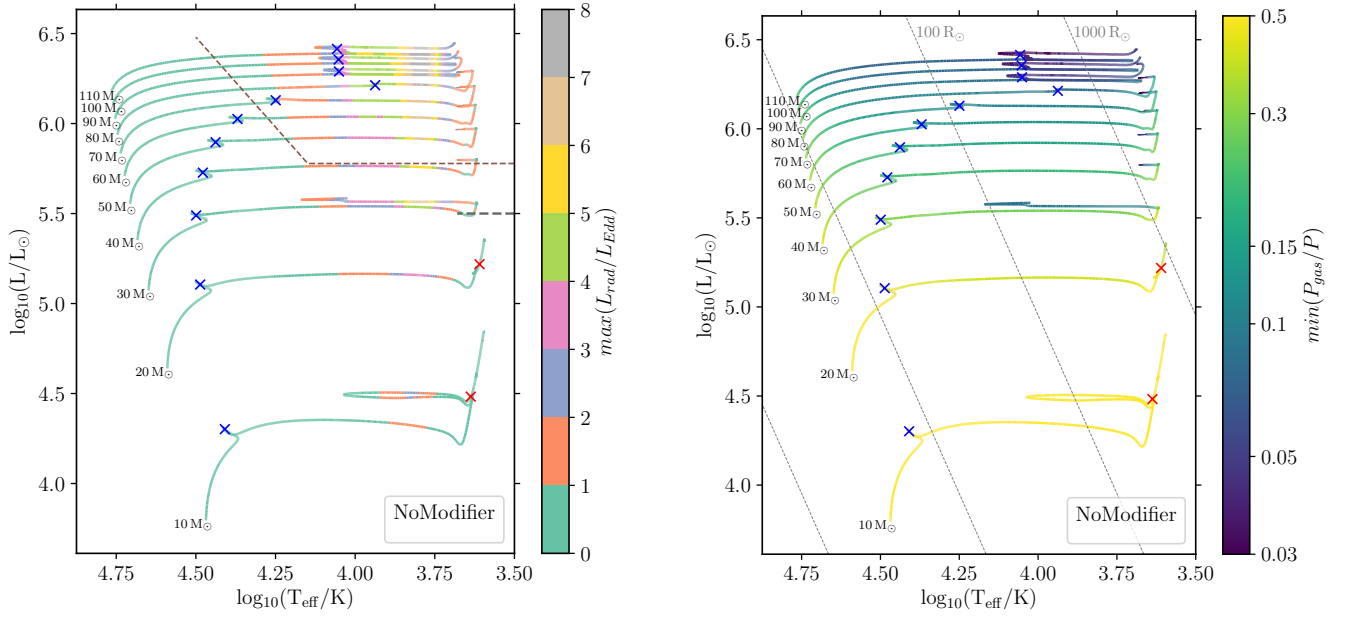 6.5
6.0
5.5
5.0
4.5
4.0
log₁₀(L/L☉)
4.75
4.50
4.25
4.00
3.75
3.50
log₁₀(T_eff/K)
110 M☉
100 M☉
90 M☉
80 M☉
70 M☉
60 M☉
50 M☉
40 M☉
30 M☉
20 M☉
10 M☉
NoModifier
8
7
6
5
4
3
2
1
0
max(L_rad/L_Edd)
6.5
6.0
5.5
5.0
4.5
4.0
log₁₀(L/L☉)
4.75
4.50
4.25
4.00
3.75
3.50
log₁₀(T_eff/K)
100 R☉
1000 R☉
110 M☉
100 M☉
90 M☉
80 M☉
70 M☉
60 M☉
50 M☉
40 M☉
30 M☉
20 M☉
10 M☉
NoModifier
0.5
0.3
0.15
0.1
0.05
0.03
min(P_gas/P)